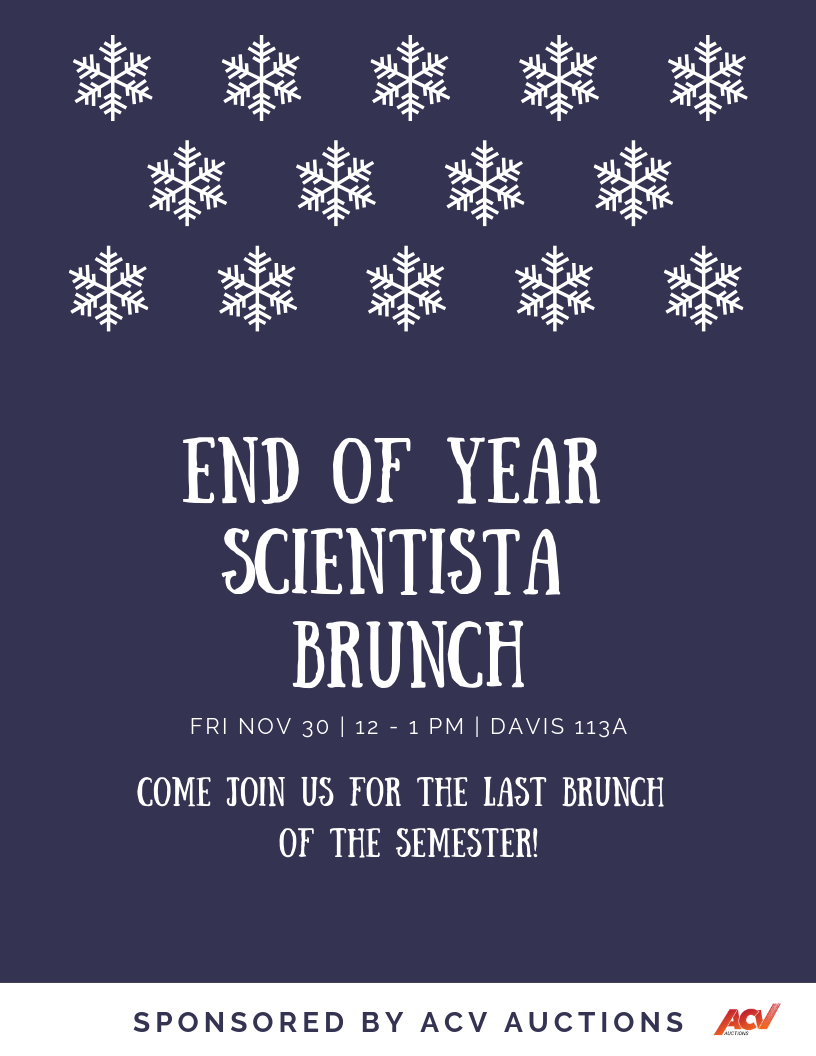 END OF YEAR
SCIENTISTA
BRUNCH
FRI NOV 30 | 12 - 1 PM | DAVIS 113A
COME JOIN US FOR THE LAST BRUNCH
OF THE SEMESTER!
SPONSORED BY ACV AUCTIONS
ACV
AUCTIONS